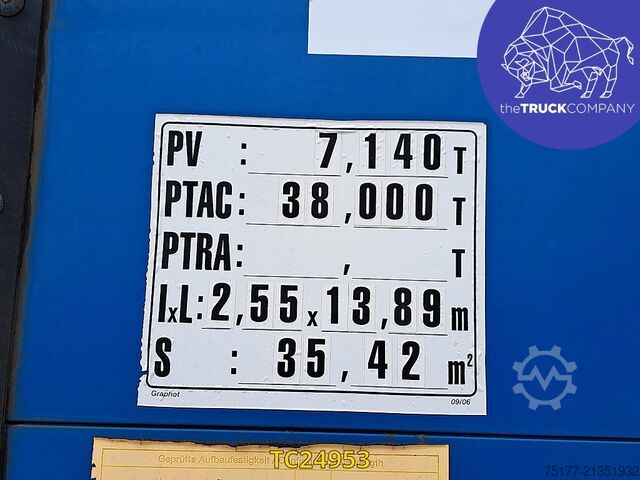 theTRUCKCOMPANY
PV : 7,140 T
PTAC: 38,000 T
PTRA: , T
lxL: 2,55 x 13,89 m
S : 35,42 m²
Graphot 09/06
Geprüfte Aufbaufestigkeit
TC24953
75177-21351932